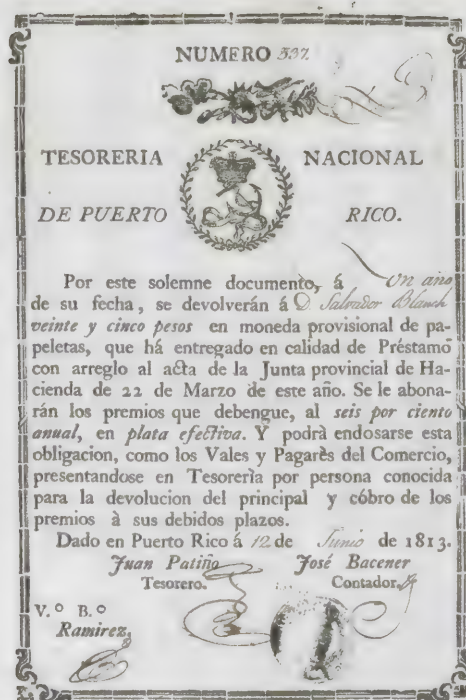 NUMERO 537.
TESORERIA NACIONAL
DE PUERTO RICO.
Por este solemne documento, á Un año
de su fecha, se devolverán á D Salvador Blanch
veinte y cinco pesos en moneda provisional de pa-
peletas, que há entregado en calidad de Préstamo
con arreglo al acta de la Junta provincial de Ha-
cienda de 22 de Marzo de este año. Se le abona-
rán los premios que debengue, al seis por ciento
anual, en plata efectiva. Y podrà endosarse esta
obligacion, como los Vales y Pagarès del Comercio,
presentandose en Tesorería por persona conocida
para la devolucion del principal y cóbro de los
premios à sus debidos plazos.
Dado en Puerto Rico á 12 de Junio de 1813.
Juan Patiño José Bacener
Tesorero. Contador.
V.º B.º
Ramirez.